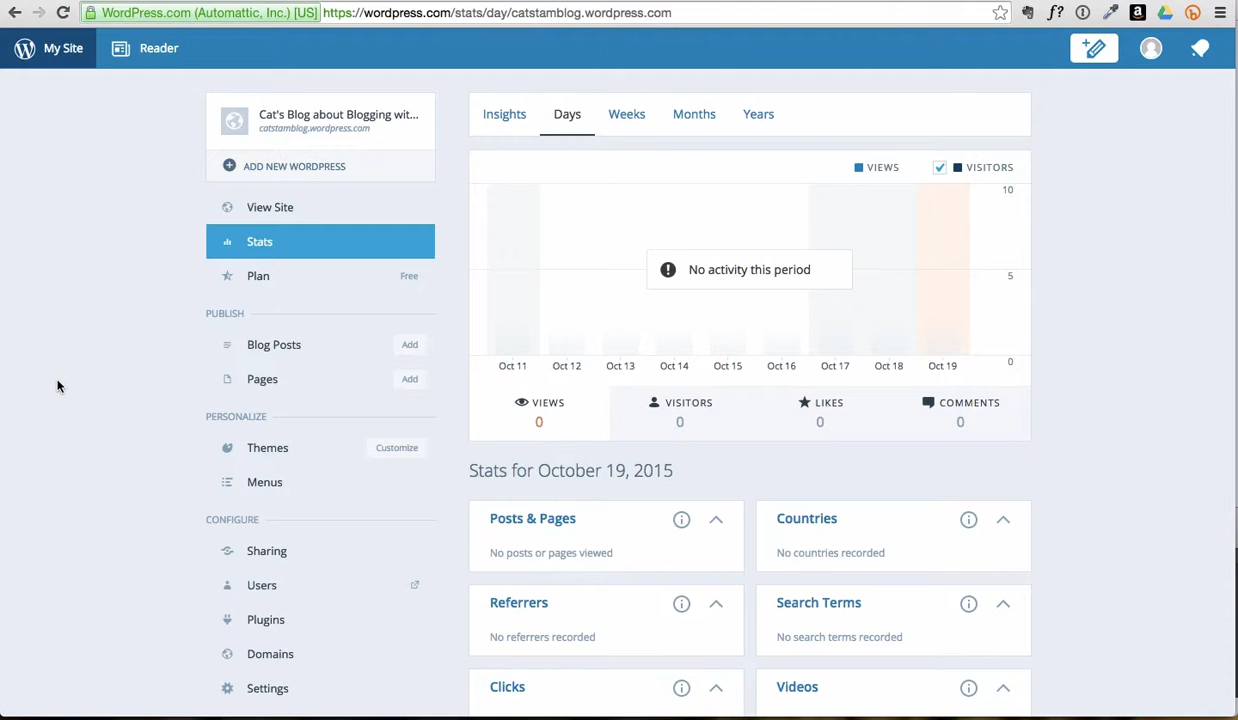 WordPress.com (Automattic, Inc.) [US] https://wordpress.com/stats/day/catstamblog.wordpress.com
f?
My Site
Reader
Cat's Blog about Blogging wit...
catstamblog.wordpress.com
ADD NEW WORDPRESS
View Site
Stats
Plan Free
PUBLISH
Blog Posts Add
Pages Add
PERSONALIZE
Themes Customize
Menus
CONFIGURE
Sharing
Users
Plugins
Domains
Settings
Insights Days Weeks Months Years
VIEWS VISITORS
10
No activity this period
5
0
Oct 11 Oct 12 Oct 13 Oct 14 Oct 15 Oct 16 Oct 17 Oct 18 Oct 19
VIEWS VISITORS LIKES COMMENTS
0 0 0 0
Stats for October 19, 2015
Posts & Pages
No posts or pages viewed
Countries
No countries recorded
Referrers
No referrers recorded
Search Terms
No search terms recorded
Clicks
Videos